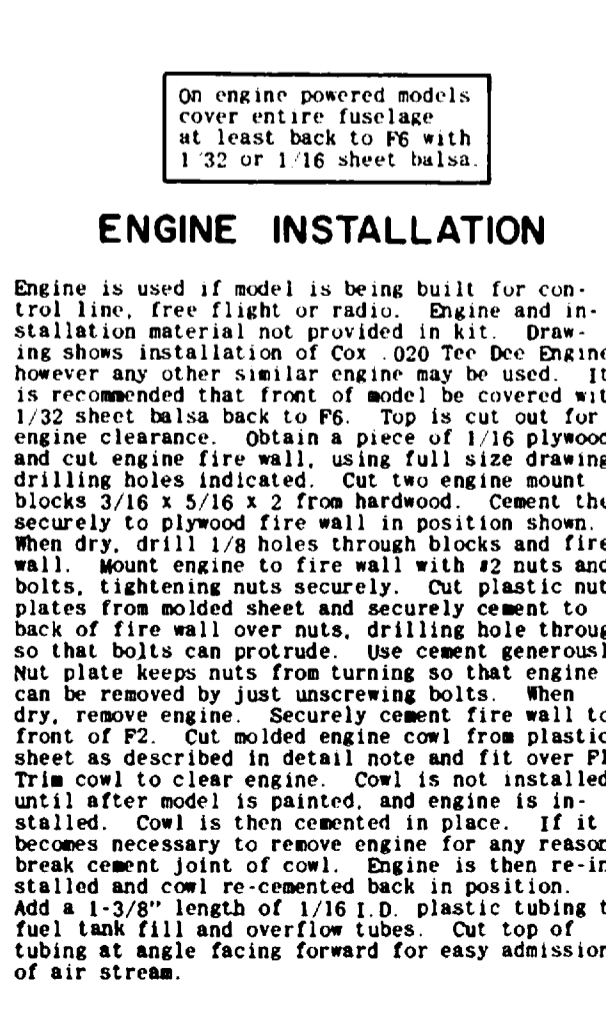 On engine powered models
cover entire fuselage
at least back to F6 with
1/32 or 1/16 sheet balsa.
ENGINE INSTALLATION
Engine is used if model is being built for con-
trol line, free flight or radio. Engine and in-
stallation material not provided in kit. Draw-
ing shows installation of Cox .020 Tee Dee Engine
however any other similar engine may be used. It
is recommended that front of model be covered wit
1/32 sheet balsa back to F6. Top is cut out for
engine clearance. Obtain a piece of 1/16 plywood
and cut engine fire wall, using full size drawing
drilling holes indicated. Cut two engine mount
blocks 3/16 x 5/16 x 2 from hardwood. Cement the
securely to plywood fire wall in position shown.
When dry, drill 1/8 holes through blocks and fire
wall. Mount engine to fire wall with #2 nuts and
bolts, tightening nuts securely. Cut plastic nut
plates from molded sheet and securely cement to
back of fire wall over nuts, drilling hole throug
so that bolts can protrude. Use cement generousl
Nut plate keeps nuts from turning so that engine
can be removed by just unscrewing bolts. When
dry, remove engine. Securely cement fire wall to
front of F2. Cut molded engine cowl from plastic
sheet as described in detail note and fit over F1
Trim cowl to clear engine. Cowl is not installed
until after model is painted, and engine is in-
stalled. Cowl is then cemented in place. If it
becomes necessary to remove engine for any reason
break cement joint of cowl. Engine is then re-in
stalled and cowl re-cemented back in position.
Add a 1-3/8" length of 1/16 I.D. plastic tubing t
fuel tank fill and overflow tubes. Cut top of
tubing at angle facing forward for easy admission
of air stream.